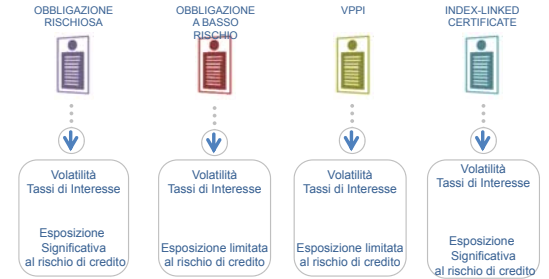 OBBLIGAZIONE
RISCHIOSA
OBBLIGAZIONE
A BASSO
RISCHIO
VPPI
INDEX-LINKED
CERTIFICATE
Volatilità
Tassi di Interesse
Esposizione
Significativa
al rischio di credito
Volatilità
Tassi di Interesse
Esposizione limitata
al rischio di credito
Volatilità
Tassi di Interesse
Esposizione limitata
al rischio di credito
Volatilità
Tassi di Interesse
Esposizione
Significativa
al rischio di credito